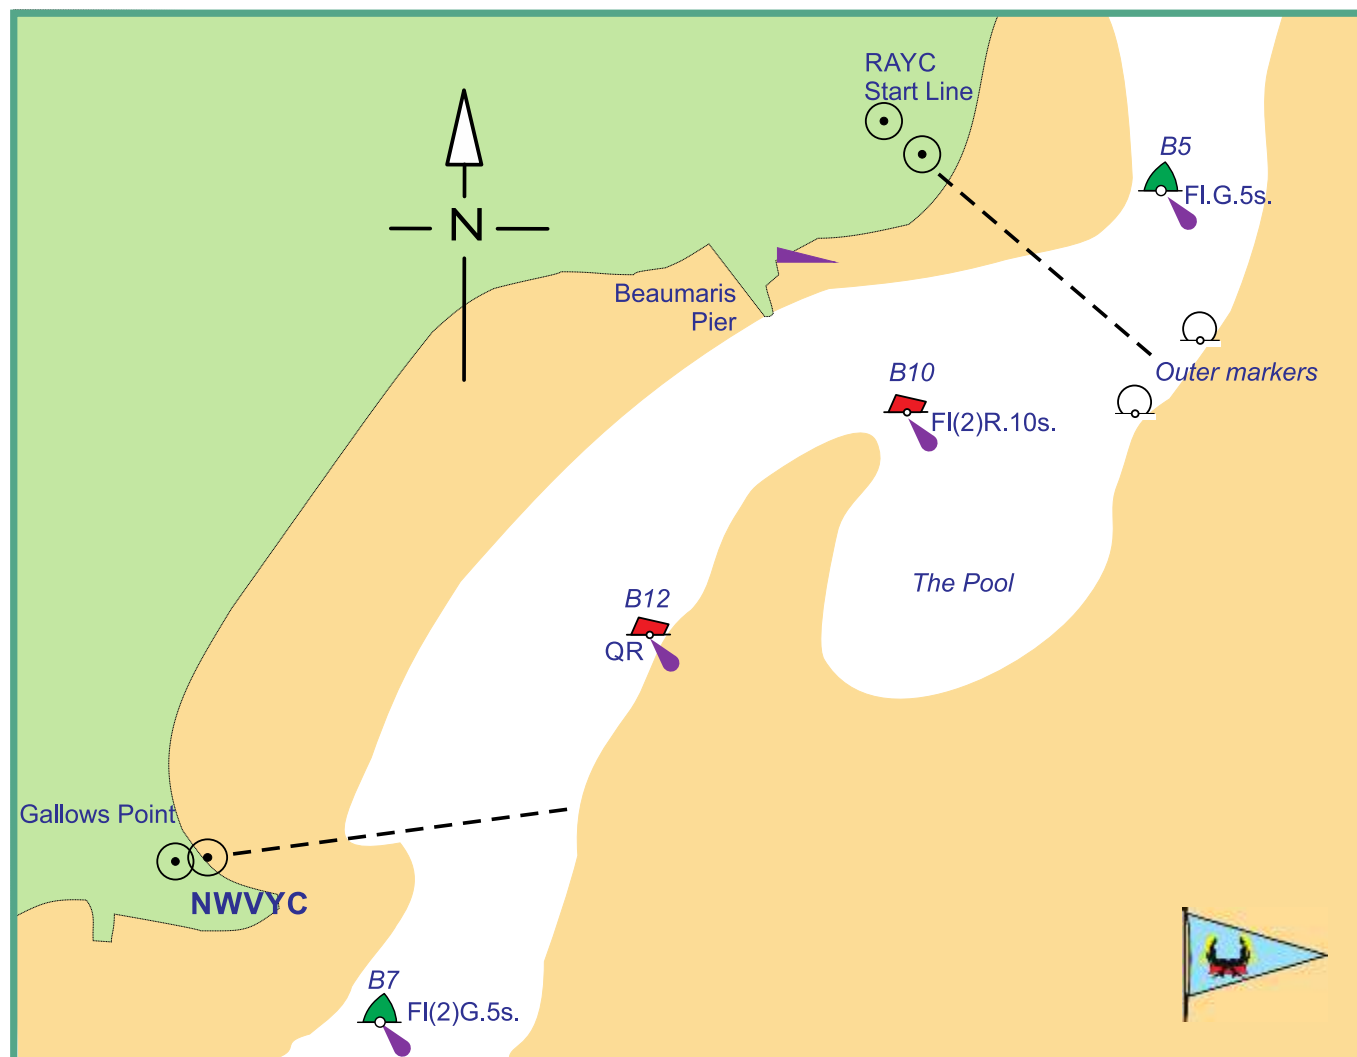 RAYC
Start Line
B5
Fl.G.5s.
N
Beaumaris
Pier
Outer markers
B10
Fl(2)R.10s.
The Pool
B12
QR
Gallows Point
NWVYC
B7
Fl(2)G.5s.